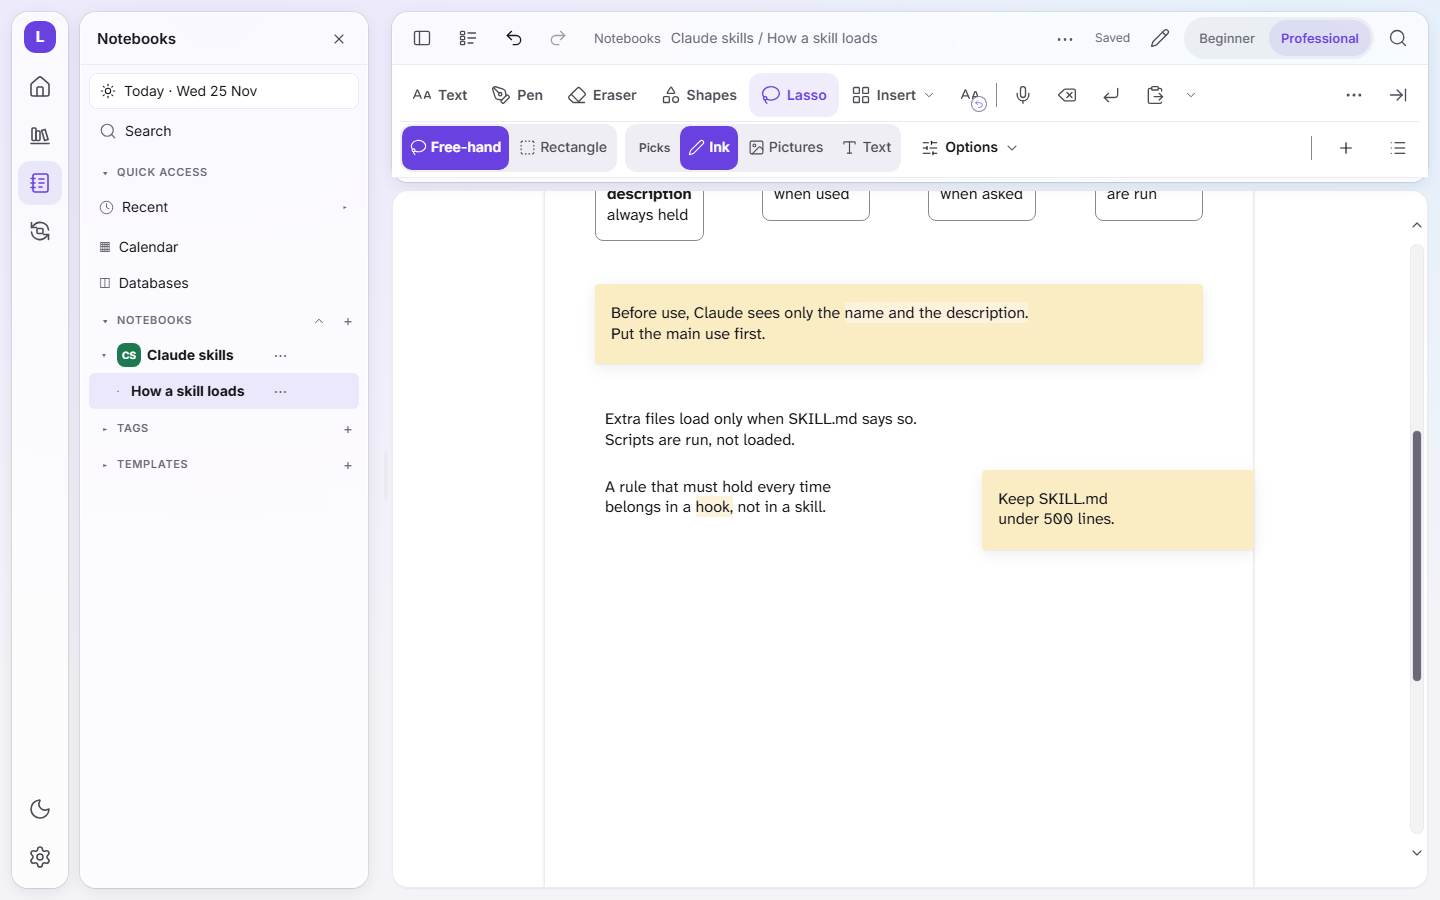 L
Notebooks
Today · Wed 25 Nov
Search
QUICK ACCESS
Recent
Calendar
Databases
NOTEBOOKS
CS Claude skills
How a skill loads
TAGS
TEMPLATES
Notebooks Claude skills / How a skill loads
Saved
Beginner Professional
Text Pen Eraser Shapes Lasso Insert
Free-hand Rectangle Picks Ink Pictures Text Options
description
always held
when used
when asked
are run
Before use, Claude sees only the name and the description.
Put the main use first.
Extra files load only when SKILL.md says so.
Scripts are run, not loaded.
A rule that must hold every time
belongs in a hook, not in a skill.
Keep SKILL.md
under 500 lines.